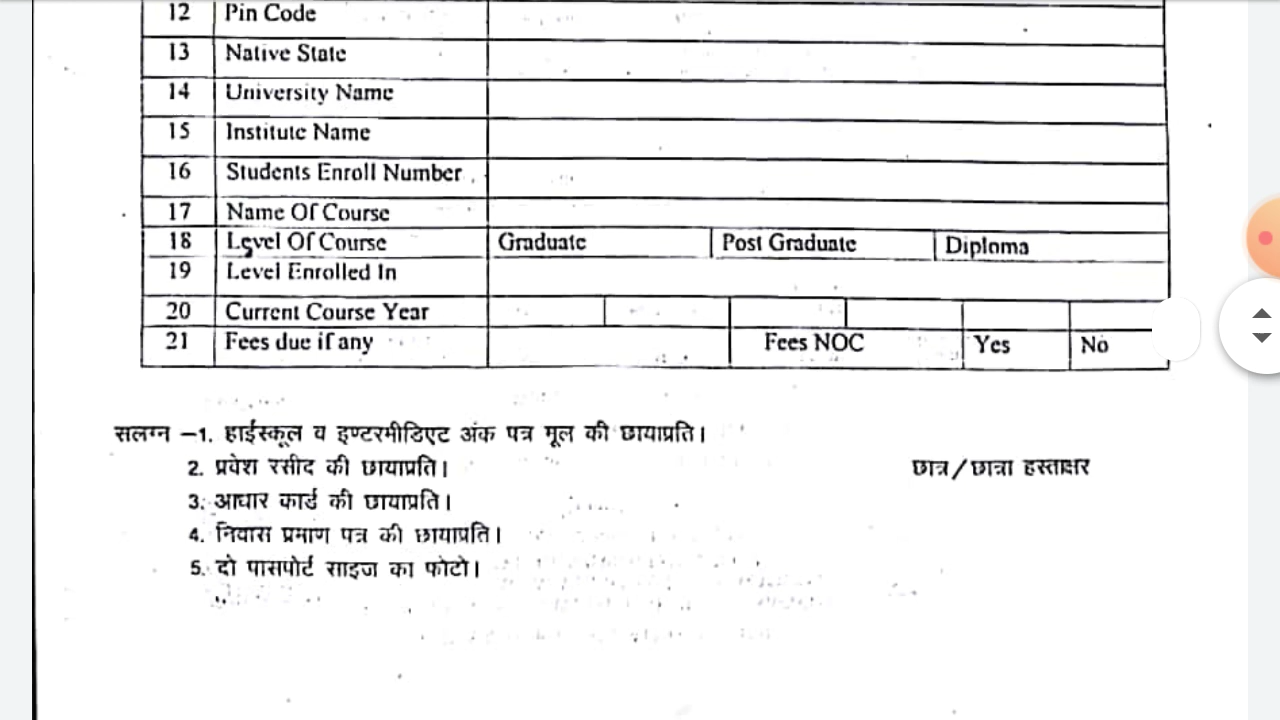 12 Pin Code
13 Native State
14 University Name
15 Institute Name
16 Students Enroll Number
17 Name Of Course
18 Level Of Course Graduate Post Graduate Diploma
19 Level Enrolled In
20 Current Course Year
21 Fees due if any Fees NOC Yes No
सलग्न –1. हाईस्कूल व इण्टरमीडिएट अंक पत्र मूल की छायाप्रति।
2. प्रवेश रसीद की छायाप्रति।
छात्र/छात्रा हस्ताक्षर
3. आधार कार्ड की छायाप्रति।
4. निवास प्रमाण पत्र की छायाप्रति।
5. दो पासपोर्ट साइज का फोटो।